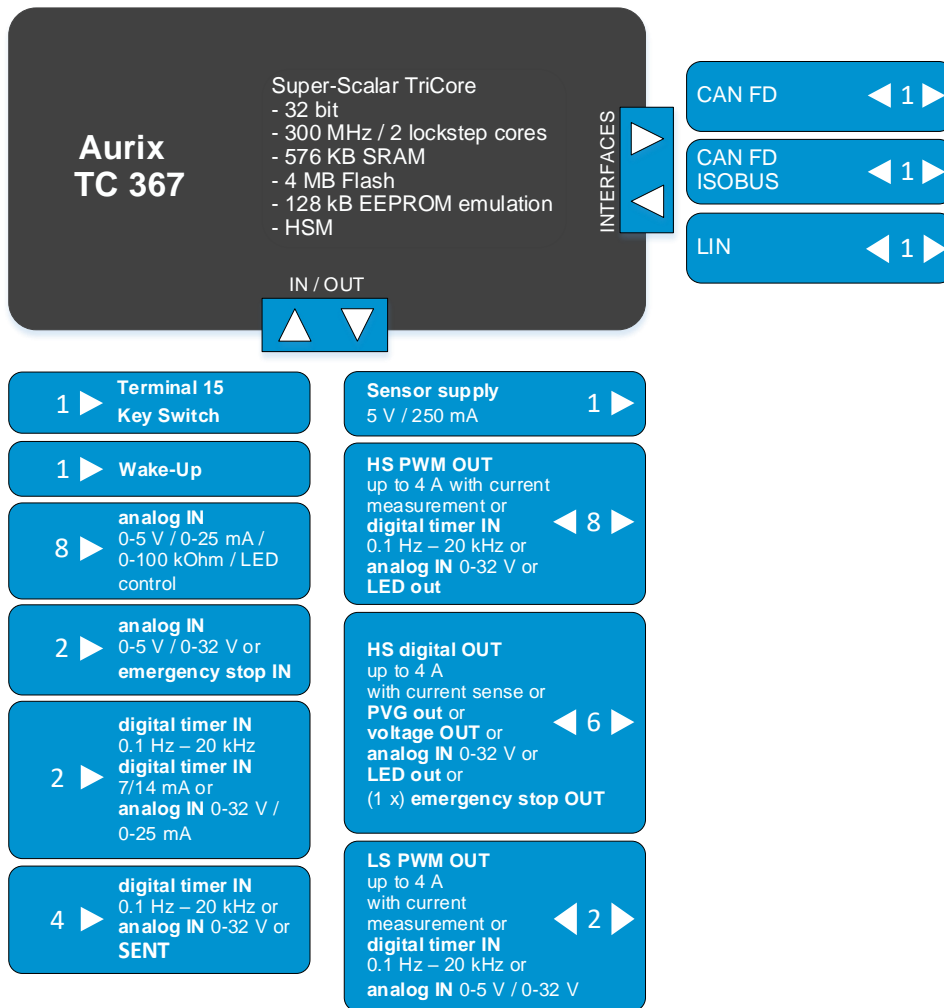 Aurix
TC 367
Super-Scalar TriCore
- 32 bit
- 300 MHz / 2 lockstep cores
- 576 KB SRAM
- 4 MB Flash
- 128 kB EEPROM emulation
- HSM
INTERFACES
IN / OUT
CAN FD
1
CAN FD
ISOBUS
1
LIN
1
1
Terminal 15
Key Switch
1
Wake-Up
8
analog IN
0-5 V / 0-25 mA /
0-100 kOhm / LED
control
2
analog IN
0-5 V / 0-32 V or
emergency stop IN
2
digital timer IN
0.1 Hz – 20 kHz
digital timer IN
7/14 mA or
analog IN 0-32 V /
0-25 mA
4
digital timer IN
0.1 Hz – 20 kHz or
analog IN 0-32 V or
SENT
Sensor supply
5 V / 250 mA
1
HS PWM OUT
up to 4 A with current
measurement or
digital timer IN
0.1 Hz – 20 kHz or
analog IN 0-32 V or
LED out
8
HS digital OUT
up to 4 A
with current sense or
PVG out or
voltage OUT or
analog IN 0-32 V or
LED out or
(1 x) emergency stop OUT
6
LS PWM OUT
up to 4 A
with current
measurement or
digital timer IN
0.1 Hz – 20 kHz or
analog IN 0-5 V / 0-32 V
2